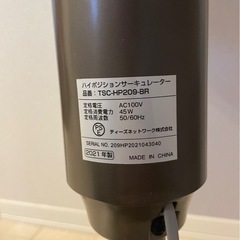 ハイポジションサーキュレーター
品番：TSC-HP209-BR
定格電圧 AC100V
定格消費電力 45W
定格周波数 50/60Hz
PSE
ティーズネットワーク株式会社
SERIAL NO. 209HP2021043040
2021年製 MADE IN CHINA